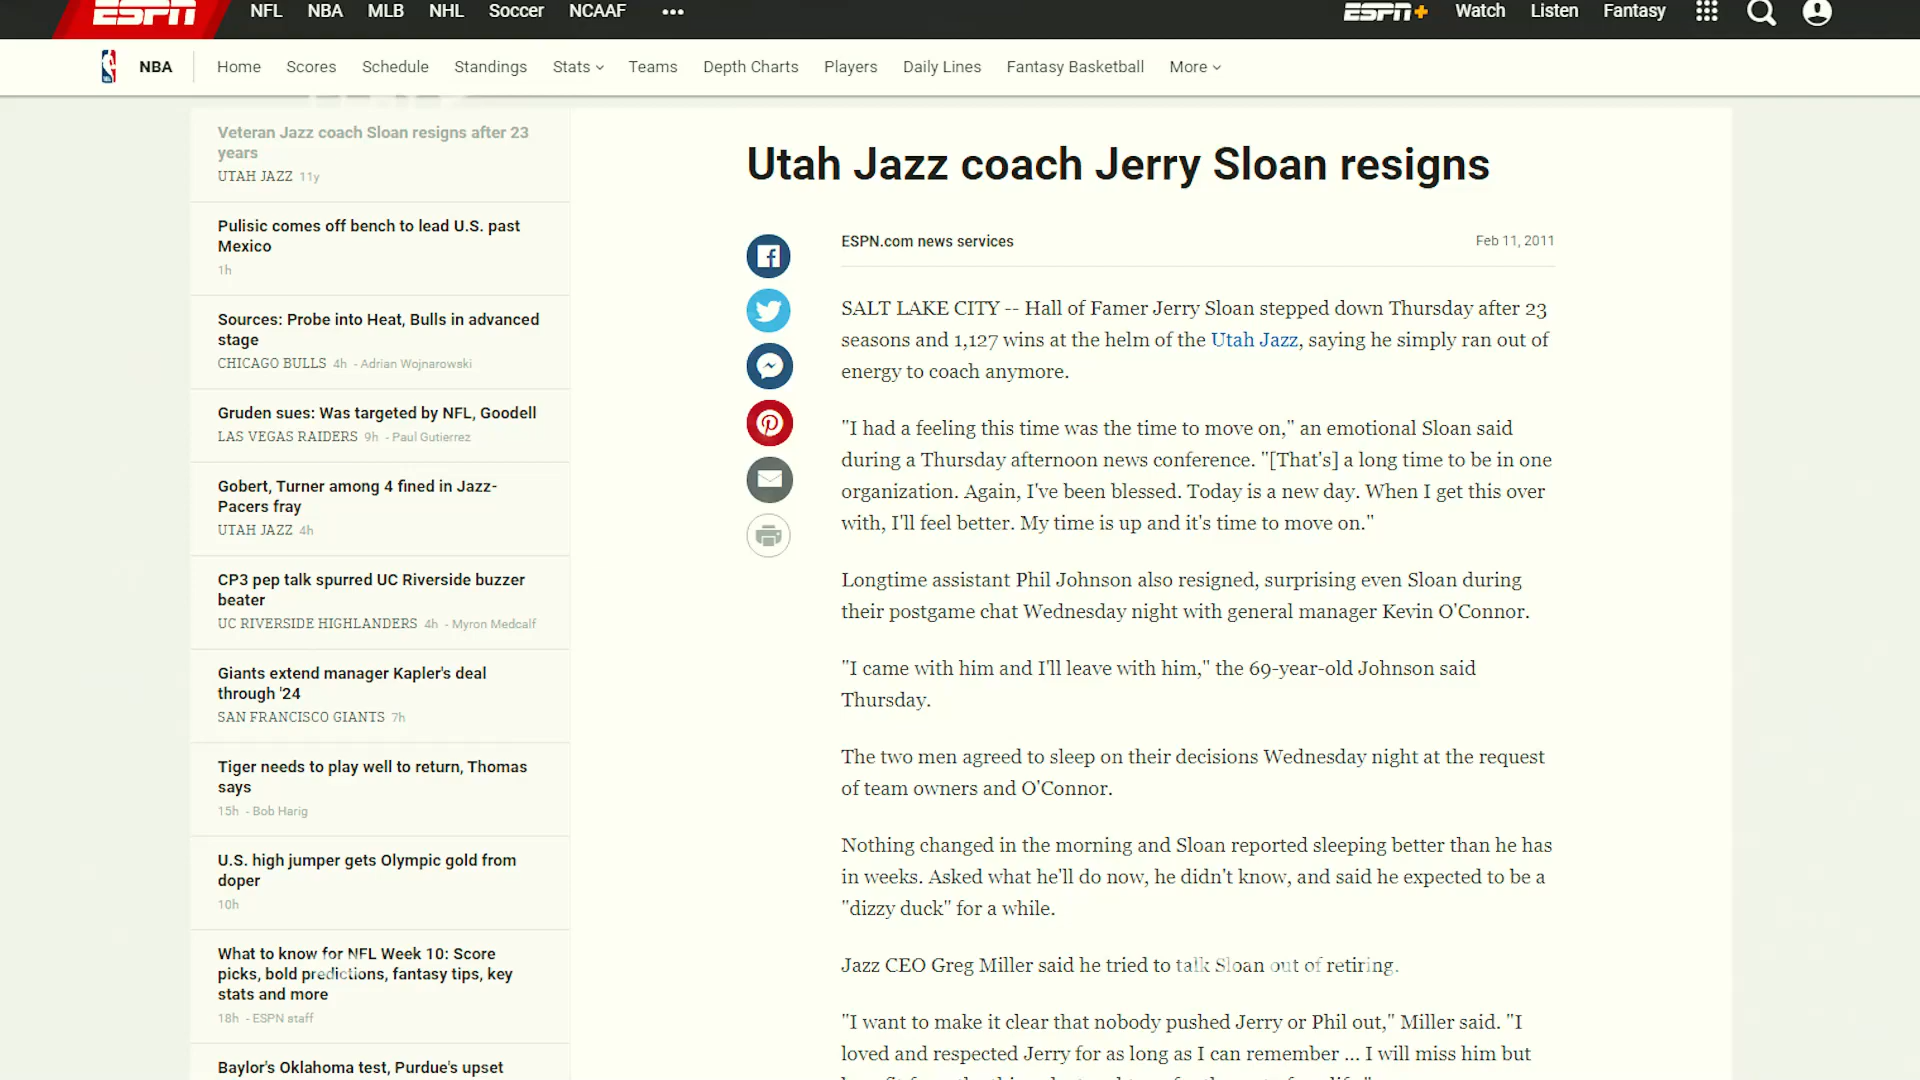 ESPN NFL NBA MLB NHL Soccer NCAAF ••• ESPN+ Watch Listen Fantasy
NBA Home Scores Schedule Standings Stats Teams Depth Charts Players Daily Lines Fantasy Basketball More
Veteran Jazz coach Sloan resigns after 23
years
UTAH JAZZ 11y
Pulisic comes off bench to lead U.S. past
Mexico
1h
Sources: Probe into Heat, Bulls in advanced
stage
CHICAGO BULLS 4h - Adrian Wojnarowski
Gruden sues: Was targeted by NFL, Goodell
LAS VEGAS RAIDERS 9h - Paul Gutierrez
Gobert, Turner among 4 fined in Jazz-
Pacers fray
UTAH JAZZ 4h
CP3 pep talk spurred UC Riverside buzzer
beater
UC RIVERSIDE HIGHLANDERS 4h - Myron Medcalf
Giants extend manager Kapler's deal
through '24
SAN FRANCISCO GIANTS 7h
Tiger needs to play well to return, Thomas
says
15h - Bob Harig
U.S. high jumper gets Olympic gold from
doper
10h
What to know for NFL Week 10: Score
picks, bold predictions, fantasy tips, key
stats and more
18h - ESPN staff
Baylor's Oklahoma test, Purdue's upset
Utah Jazz coach Jerry Sloan resigns
ESPN.com news services Feb 11, 2011
SALT LAKE CITY -- Hall of Famer Jerry Sloan stepped down Thursday after 23
seasons and 1,127 wins at the helm of the Utah Jazz, saying he simply ran out of
energy to coach anymore.
"I had a feeling this time was the time to move on," an emotional Sloan said
during a Thursday afternoon news conference. "[That's] a long time to be in one
organization. Again, I've been blessed. Today is a new day. When I get this over
with, I'll feel better. My time is up and it's time to move on."
Longtime assistant Phil Johnson also resigned, surprising even Sloan during
their postgame chat Wednesday night with general manager Kevin O'Connor.
"I came with him and I'll leave with him," the 69-year-old Johnson said
Thursday.
The two men agreed to sleep on their decisions Wednesday night at the request
of team owners and O'Connor.
Nothing changed in the morning and Sloan reported sleeping better than he has
in weeks. Asked what he'll do now, he didn't know, and said he expected to be a
"dizzy duck" for a while.
Jazz CEO Greg Miller said he tried to talk Sloan out of retiring.
"I want to make it clear that nobody pushed Jerry or Phil out," Miller said. "I
loved and respected Jerry for as long as I can remember ... I will miss him but